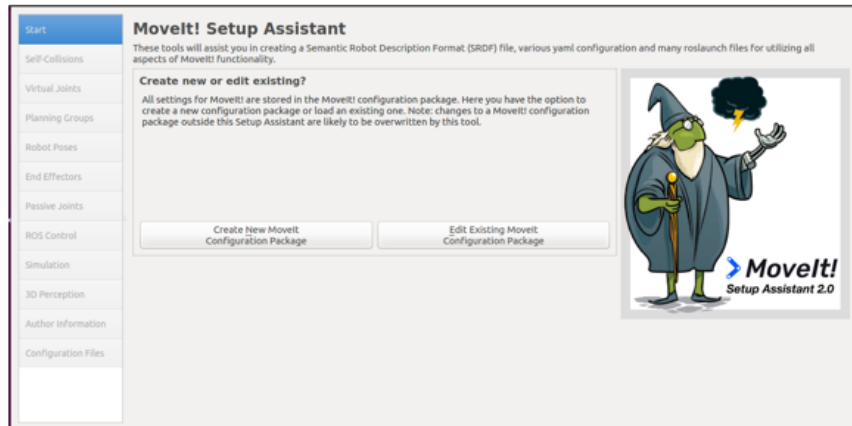 Start
Self-Collisions
Virtual Joints
Planning Groups
Robot Poses
End Effectors
Passive Joints
ROS Control
Simulation
3D Perception
Author Information
Configuration Files
MoveIt! Setup Assistant
These tools will assist you in creating a Semantic Robot Description Format (SRDF) file, various yaml configuration and many roslaunch files for utilizing all
aspects of MoveIt! functionality.
Create new or edit existing?
All settings for MoveIt! are stored in the MoveIt! configuration package. Here you have the option to
create a new configuration package or load an existing one. Note: changes to a MoveIt! configuration
package outside this Setup Assistant are likely to be overwritten by this tool.
Create New MoveIt
Configuration Package
Edit Existing MoveIt
Configuration Package
MoveIt!
Setup Assistant 2.0